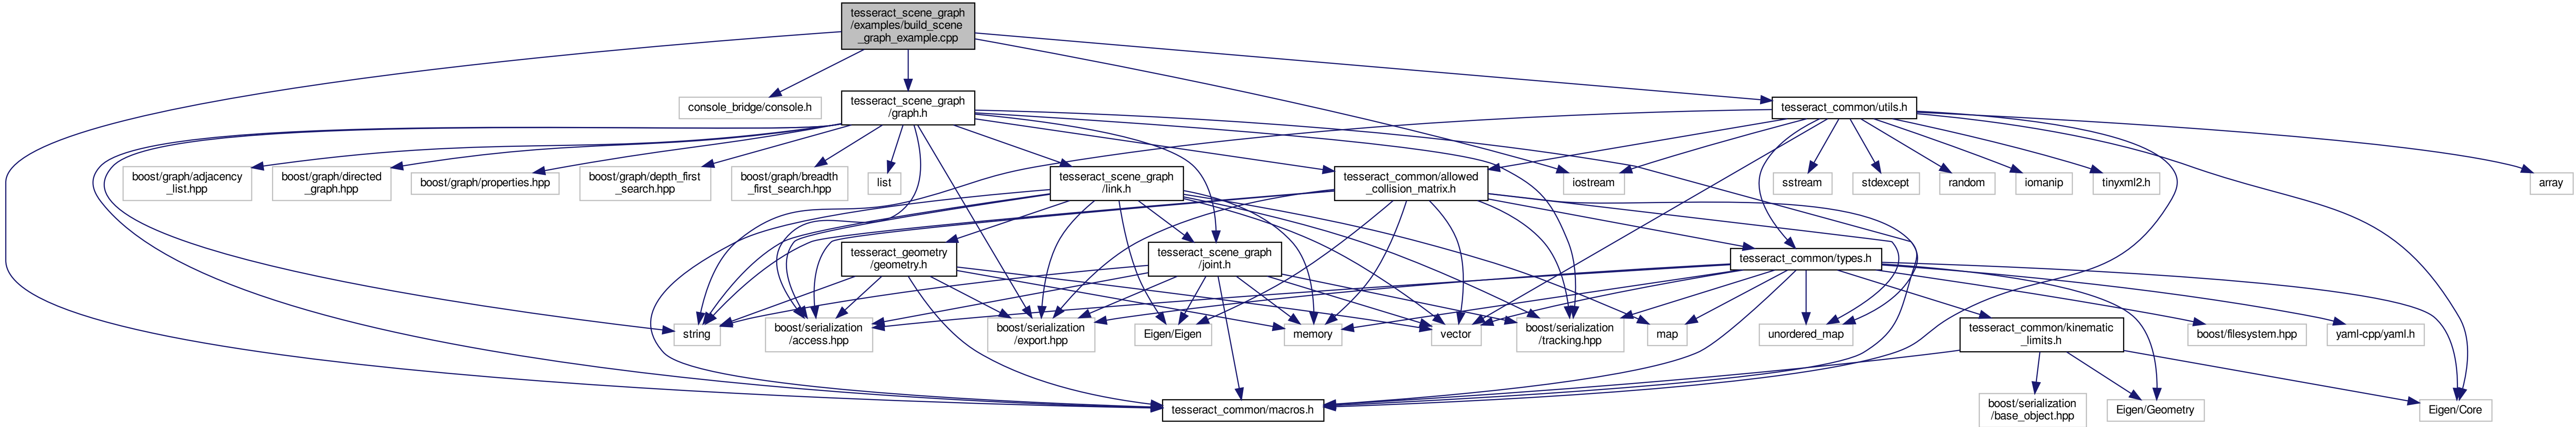 tesseract_scene_graph
/examples/build_scene
_graph_example.cpp
console_bridge/console.h
tesseract_scene_graph
/graph.h
tesseract_common/utils.h
boost/graph/adjacency
_list.hpp
boost/graph/directed
_graph.hpp
boost/graph/properties.hpp
boost/graph/depth_first
_search.hpp
boost/graph/breadth
_first_search.hpp
list
tesseract_scene_graph
/link.h
tesseract_common/allowed
_collision_matrix.h
iostream
sstream
stdexcept
random
iomanip
tinyxml2.h
array
tesseract_geometry
/geometry.h
tesseract_scene_graph
/joint.h
tesseract_common/types.h
string
boost/serialization
/access.hpp
boost/serialization
/export.hpp
Eigen/Eigen
memory
vector
boost/serialization
/tracking.hpp
map
unordered_map
tesseract_common/kinematic
_limits.h
boost/filesystem.hpp
yaml-cpp/yaml.h
tesseract_common/macros.h
boost/serialization
/base_object.hpp
Eigen/Geometry
Eigen/Core